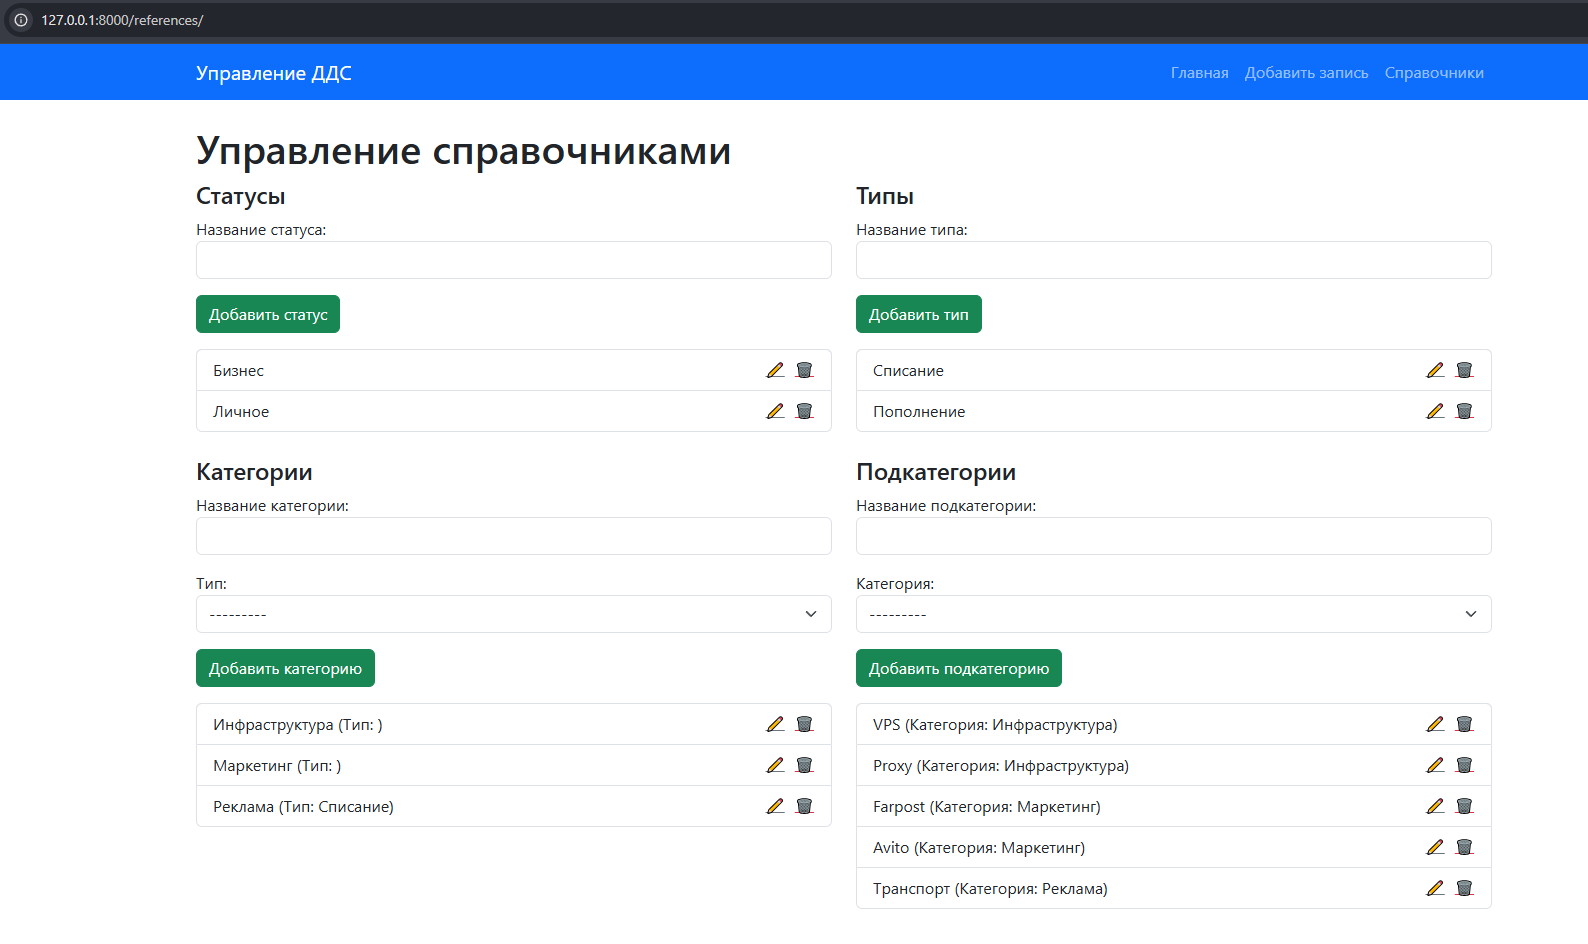 127.0.0.1:8000/references/
Управление ДДС
Главная Добавить запись Справочники
Управление справочниками
Статусы
Название статуса:
Добавить статус
Бизнес
Личное
Типы
Название типа:
Добавить тип
Списание
Пополнение
Категории
Название категории:
Тип:
---------
Добавить категорию
Инфраструктура (Тип: )
Маркетинг (Тип: )
Реклама (Тип: Списание)
Подкатегории
Название подкатегории:
Категория:
---------
Добавить подкатегорию
VPS (Категория: Инфраструктура)
Proxy (Категория: Инфраструктура)
Farpost (Категория: Маркетинг)
Avito (Категория: Маркетинг)
Транспорт (Категория: Реклама)